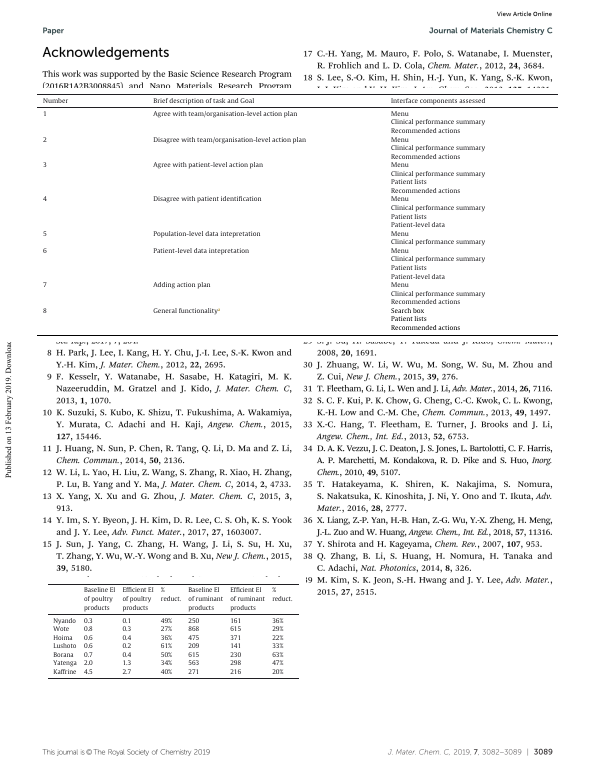 View Article Online
Paper
Journal of Materials Chemistry C
Acknowledgements
This work was supported by the Basic Science Research Program
(2016R1A2B3008845) and Nano Materials Research Program
17 C.-H. Yang, M. Mauro, F. Polo, S. Watanabe, I. Muenster,
R. Frohlich and L. D. Cola, Chem. Mater., 2012, 24, 3684.
18 S. Lee, S.-O. Kim, H. Shin, H.-J. Yun, K. Yang, S.-K. Kwon,
Number Brief description of task and Goal Interface components assessed
1 Agree with team/organisation-level action plan Menu
Clinical performance summary
Recommended actions
2 Disagree with team/organisation-level action plan Menu
Clinical performance summary
Recommended actions
3 Agree with patient-level action plan Menu
Clinical performance summary
Patient lists
Recommended actions
4 Disagree with patient identification Menu
Clinical performance summary
Patient lists
Patient-level data
5 Population-level data intepretation Menu
Clinical performance summary
6 Patient-level data intepretation Menu
Clinical performance summary
Patient lists
Patient-level data
7 Adding action plan Menu
Clinical performance summary
Recommended actions
8 General functionalityᵃ Search box
Patient lists
Recommended actions
8 H. Park, J. Lee, I. Kang, H. Y. Chu, J.-I. Lee, S.-K. Kwon and
Y.-H. Kim, J. Mater. Chem., 2012, 22, 2695.
9 F. Kesslr, Y. Watanabe, H. Sasabe, H. Katagiri, M. K.
Nazeeruddin, M. Gratzel and J. Kido, J. Mater. Chem. C,
2013, 1, 1070.
10 K. Suzuki, S. Kubo, K. Shizu, T. Fukushima, A. Wakamiya,
Y. Murata, C. Adachi and H. Kaji, Angew. Chem., 2015,
127, 15446.
11 J. Huang, N. Sun, P. Chen, R. Tang, Q. Li, D. Ma and Z. Li,
Chem. Commun., 2014, 50, 2136.
12 W. Li, L. Yao, H. Liu, Z. Wang, S. Zhang, R. Xiao, H. Zhang,
P. Lu, B. Yang and Y. Ma, J. Mater. Chem. C, 2014, 2, 4733.
13 X. Yang, X. Xu and G. Zhou, J. Mater. Chem. C, 2015, 3,
913.
14 Y. Im, S. Y. Byeon, J. H. Kim, D. R. Lee, C. S. Oh, K. S. Yook
and J. Y. Lee, Adv. Funct. Mater., 2017, 27, 1603007.
15 J. Sun, J. Yang, C. Zhang, H. Wang, J. Li, S. Su, H. Xu,
T. Zhang, Y. Wu, W.-Y. Wong and B. Xu, New J. Chem., 2015,
39, 5180.
Baseline EI of poultry products Efficient EI of poultry products % reduct. Baseline EI of ruminant products Efficient EI of ruminant products % reduct.
Nyando 0.3 0.1 49% 250 161 36%
Wote 0.8 0.3 27% 868 615 29%
Hoima 0.6 0.4 36% 475 371 22%
Lushoto 0.6 0.2 61% 209 141 33%
Borana 0.7 0.4 50% 615 230 63%
Yatenga 2.0 1.3 34% 563 298 47%
Kaffrine 4.5 2.7 40% 271 216 20%
2008, 20, 1691.
30 J. Zhuang, W. Li, W. Wu, M. Song, W. Su, M. Zhou and
Z. Cui, New J. Chem., 2015, 39, 276.
31 T. Fleetham, G. Li, L. Wen and J. Li, Adv. Mater., 2014, 26, 7116.
32 S. C. F. Kui, P. K. Chow, G. Cheng, C.-C. Kwok, C. L. Kwong,
K.-H. Low and C.-M. Che, Chem. Commun., 2013, 49, 1497.
33 X.-C. Hang, T. Fleetham, E. Turner, J. Brooks and J. Li,
Angew. Chem., Int. Ed., 2013, 52, 6753.
34 D. A. K. Vezzu, J. C. Deaton, J. S. Jones, L. Bartolotti, C. F. Harris,
A. P. Marchetti, M. Kondakova, R. D. Pike and S. Huo, Inorg.
Chem., 2010, 49, 5107.
35 T. Hatakeyama, K. Shiren, K. Nakajima, S. Nomura,
S. Nakatsuka, K. Kinoshita, J. Ni, Y. Ono and T. Ikuta, Adv.
Mater., 2016, 28, 2777.
36 X. Liang, Z.-P. Yan, H.-B. Han, Z.-G. Wu, Y.-X. Zheng, H. Meng,
J.-L. Zuo and W. Huang, Angew. Chem., Int. Ed., 2018, 57, 11316.
37 Y. Shirota and H. Kageyama, Chem. Rev., 2007, 107, 953.
38 Q. Zhang, B. Li, S. Huang, H. Nomura, H. Tanaka and
C. Adachi, Nat. Photonics, 2014, 8, 326.
39 M. Kim, S. K. Jeon, S.-H. Hwang and J. Y. Lee, Adv. Mater.,
2015, 27, 2515.
Published on 13 February 2019. Downloa
This journal is © The Royal Society of Chemistry 2019
J. Mater. Chem. C, 2019, 7, 3082–3089 | 3089